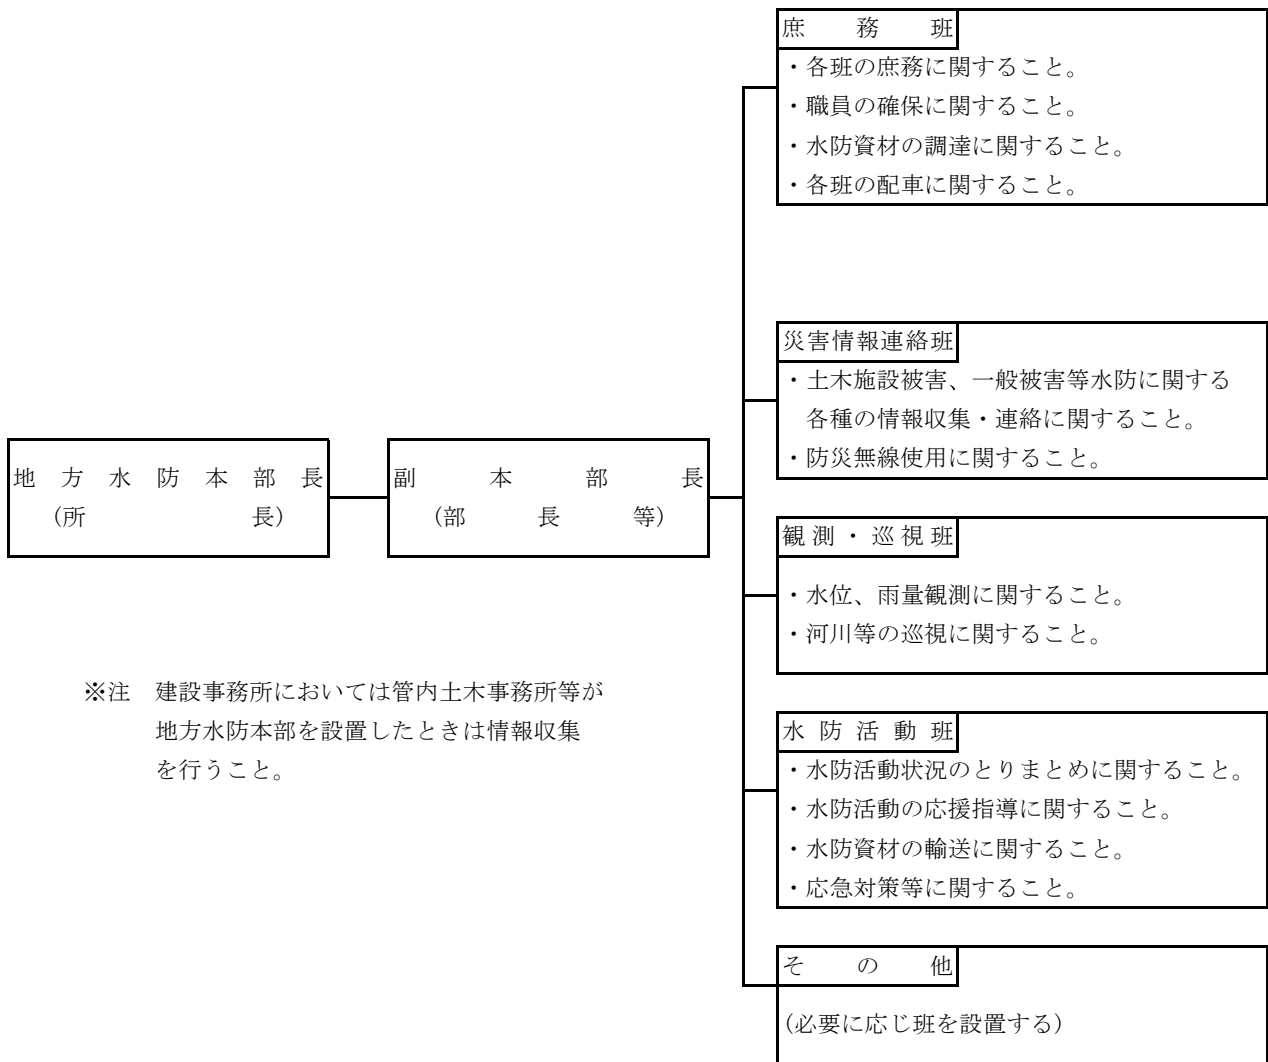 地方水防本部長
(所長)
副本部長
(部長等)
庶務班
・各班の庶務に関すること。
・職員の確保に関すること。
・水防資材の調達に関すること。
・各班の配車に関すること。
災害情報連絡班
・土木施設被害、一般被害等水防に関する
各種の情報収集・連絡に関すること。
・防災無線使用に関すること。
観測・巡視班
・水位、雨量観測に関すること。
・河川等の巡視に関すること。
水防活動班
・水防活動状況のとりまとめに関すること。
・水防活動の応援指導に関すること。
・水防資材の輸送に関すること。
・応急対策等に関すること。
その他
(必要に応じ班を設置する)
※注　建設事務所においては管内土木事務所等が
地方水防本部を設置したときは情報収集
を行うこと。